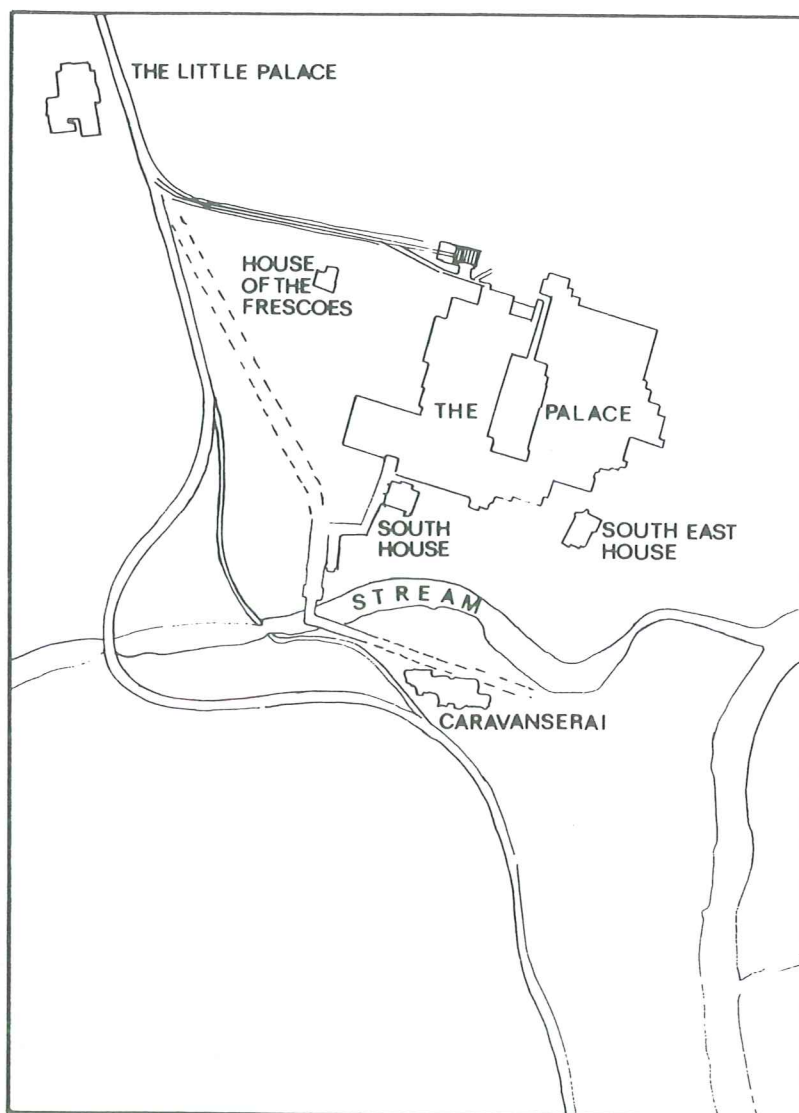 THE LITTLE PALACE
HOUSE
OF THE
FRESCOES
THE PALACE
SOUTH
HOUSE
SOUTH EAST
HOUSE
STREAM
CARAVANSERAI